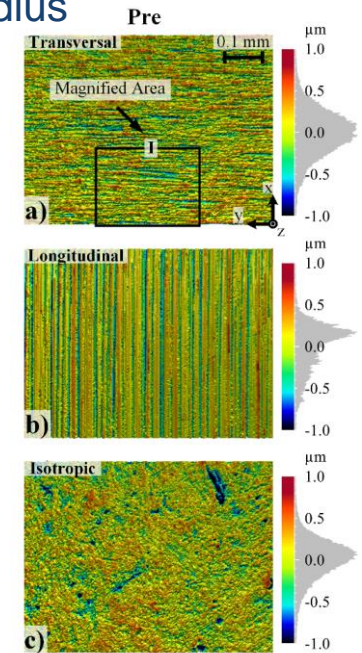 Pre
Transversal
0.1 mm
Magnified Area
I
x
y
z
a)
µm
1.0
0.5
0.0
-0.5
-1.0
Longitudinal
b)
µm
1.0
0.5
0.0
-0.5
-1.0
Isotropic
c)
µm
1.0
0.5
0.0
-0.5
-1.0